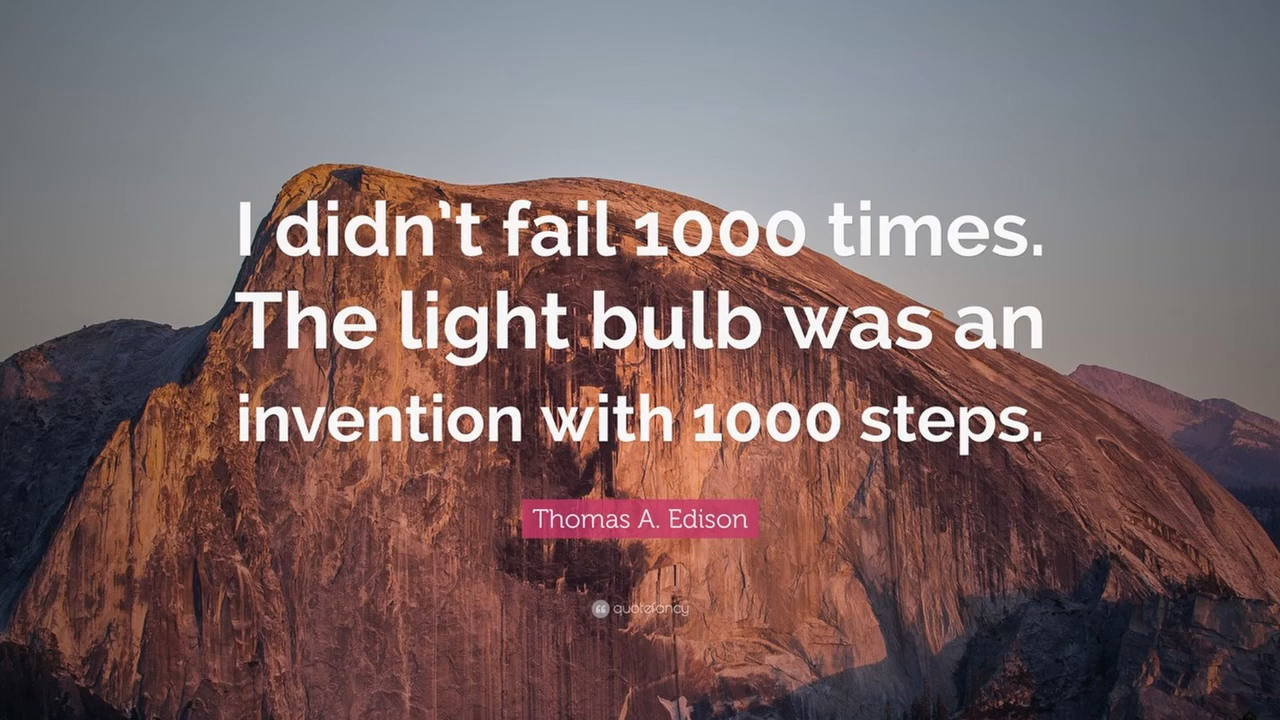 I didn’t fail 1000 times.
The light bulb was an
invention with 1000 steps.
Thomas A. Edison
quotefancy